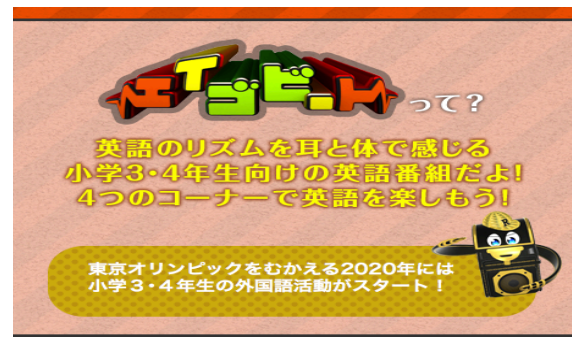 エイゴビートって?
英語のリズムを耳と体で感じる
小学3・4年生向けの英語番組だよ!
4つのコーナーで英語を楽しもう!
R
東京オリンピックをむかえる2020年には
小学3・4年生の外国語活動がスタート!